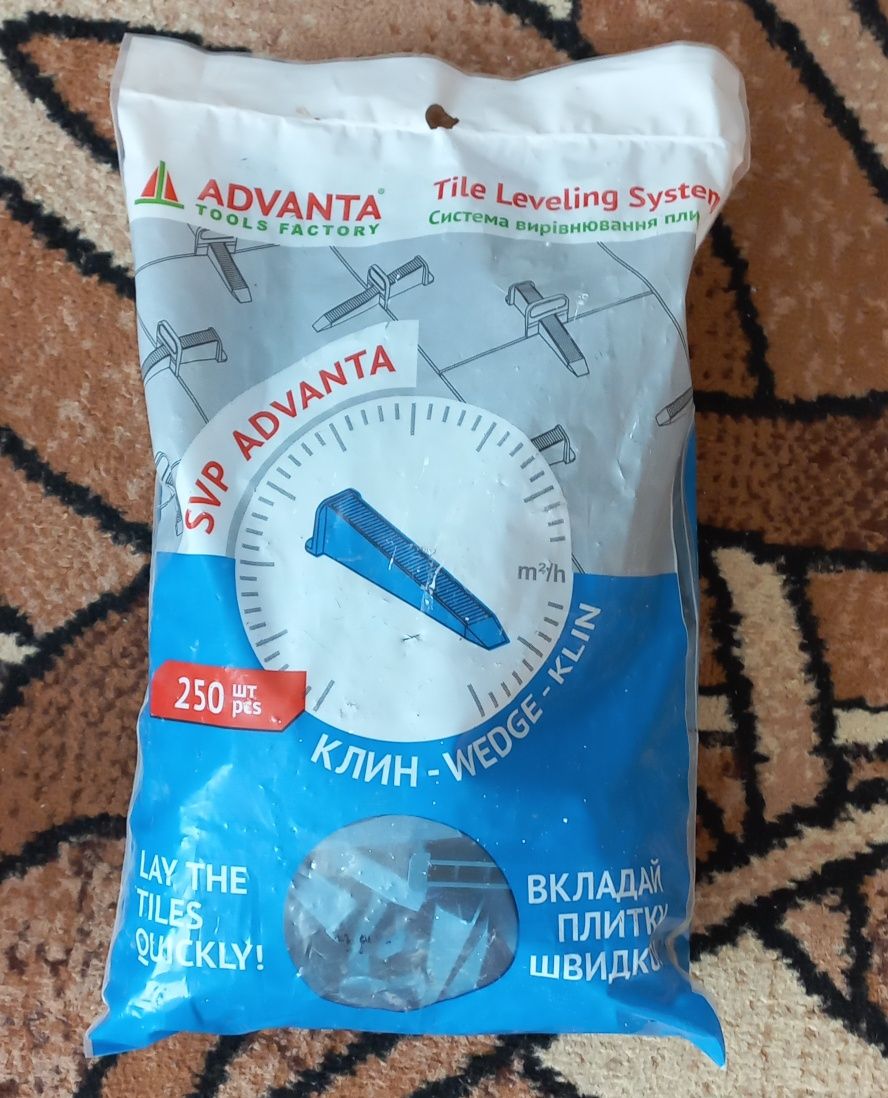 ADVANTA®
TOOLS FACTORY
Tile Leveling System
Система вирівнювання пли
SVP ADVANTA
m²/h
250 шт
pcs
КЛИН - WEDGE - KLIN
LAY THE
TILES
QUICKLY!
ВКЛАДАЙ
ПЛИТКУ
ШВИДКО